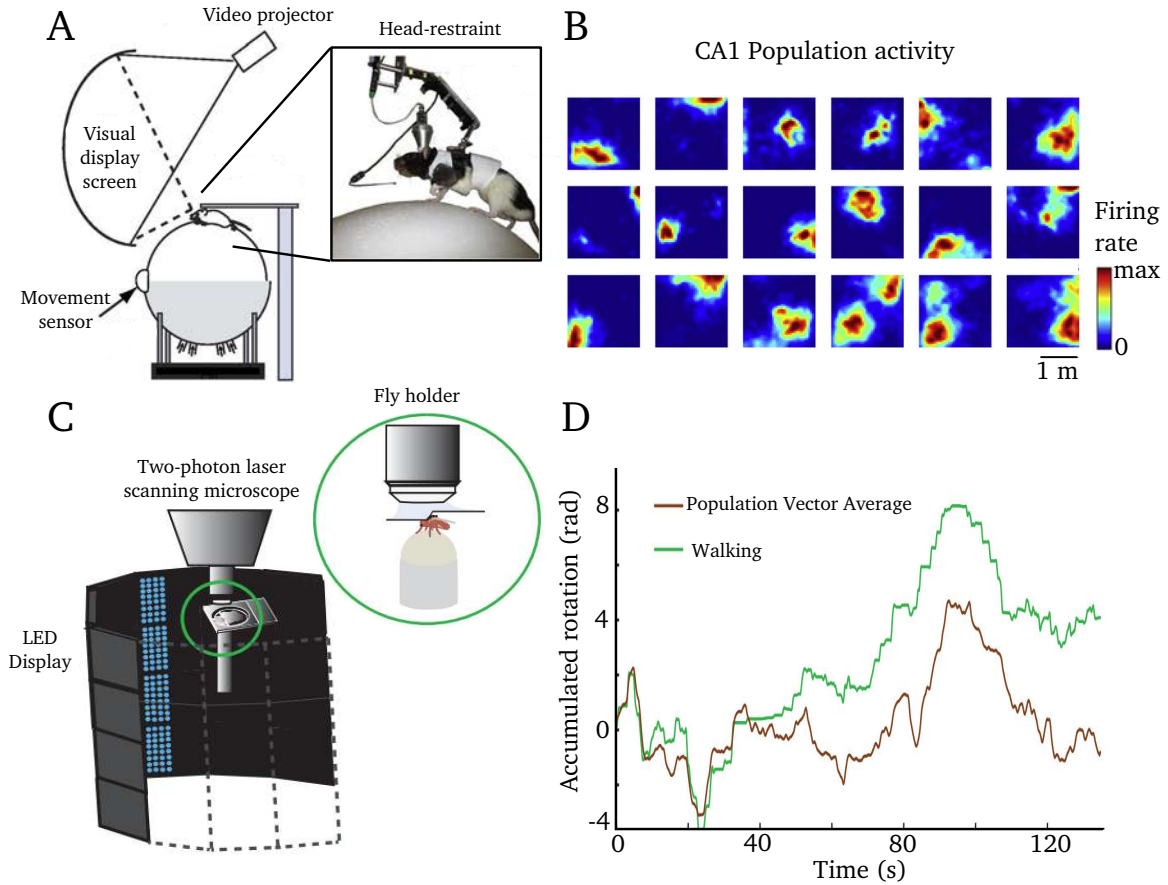 A
Video projector
Head-restraint
Visual
display
screen
Movement
sensor
B
CA1 Population activity
Firing
rate
max
0
1 m
C
Fly holder
Two-photon laser
scanning microscope
LED
Display
D
Accumulated rotation (rad)
8
4
0
-4
Population Vector Average
Walking
0
40
80
120
Time (s)